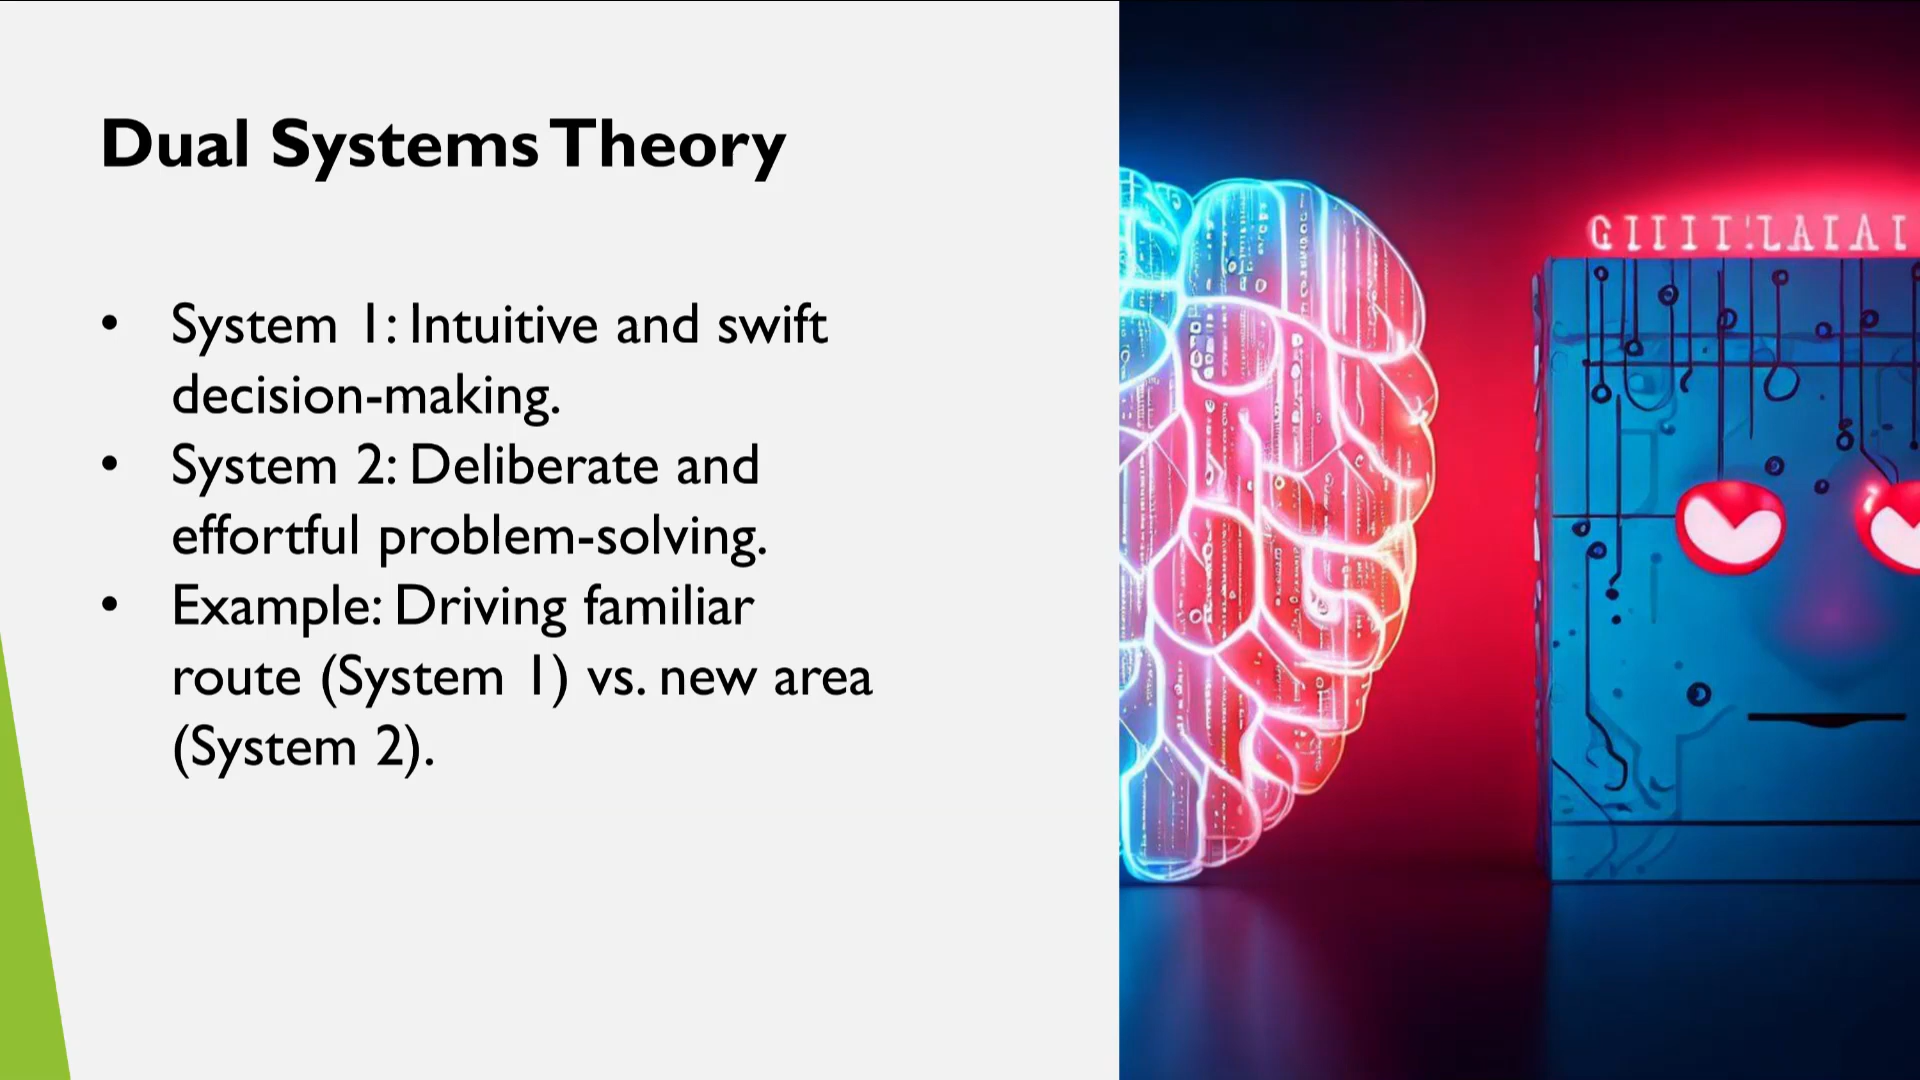 Dual Systems Theory
• System 1: Intuitive and swift
decision-making.
• System 2: Deliberate and
effortful problem-solving.
• Example: Driving familiar
route (System 1) vs. new area
(System 2).